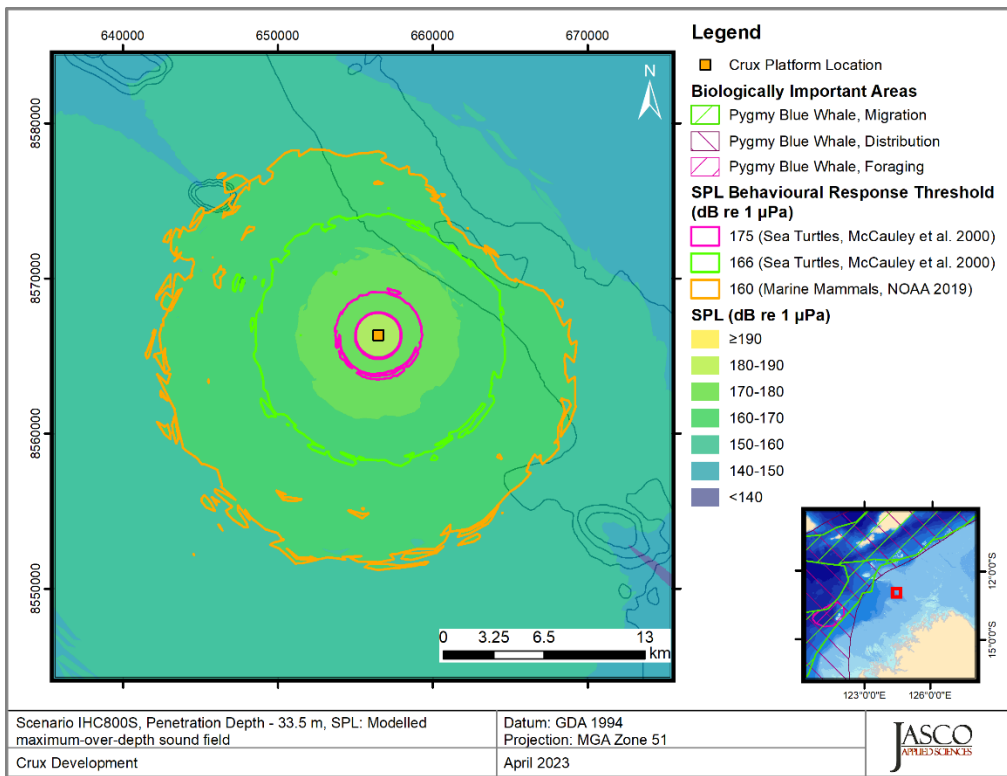 640000 650000 660000 670000
8580000
8570000
8560000
8550000
N
0 3.25 6.5 13
km
Legend
Crux Platform Location
Biologically Important Areas
Pygmy Blue Whale, Migration
Pygmy Blue Whale, Distribution
Pygmy Blue Whale, Foraging
SPL Behavioural Response Threshold
(dB re 1 µPa)
175 (Sea Turtles, McCauley et al. 2000)
166 (Sea Turtles, McCauley et al. 2000)
160 (Marine Mammals, NOAA 2019)
SPL (dB re 1 µPa)
≥190
180-190
170-180
160-170
150-160
140-150
<140
12°0'0"S
15°0'0"S
123°0'0"E 126°0'0"E
Scenario IHC800S, Penetration Depth - 33.5 m, SPL: Modelled
maximum-over-depth sound field
Crux Development
Datum: GDA 1994
Projection: MGA Zone 51
April 2023
JASCO
APPLIED SCIENCES